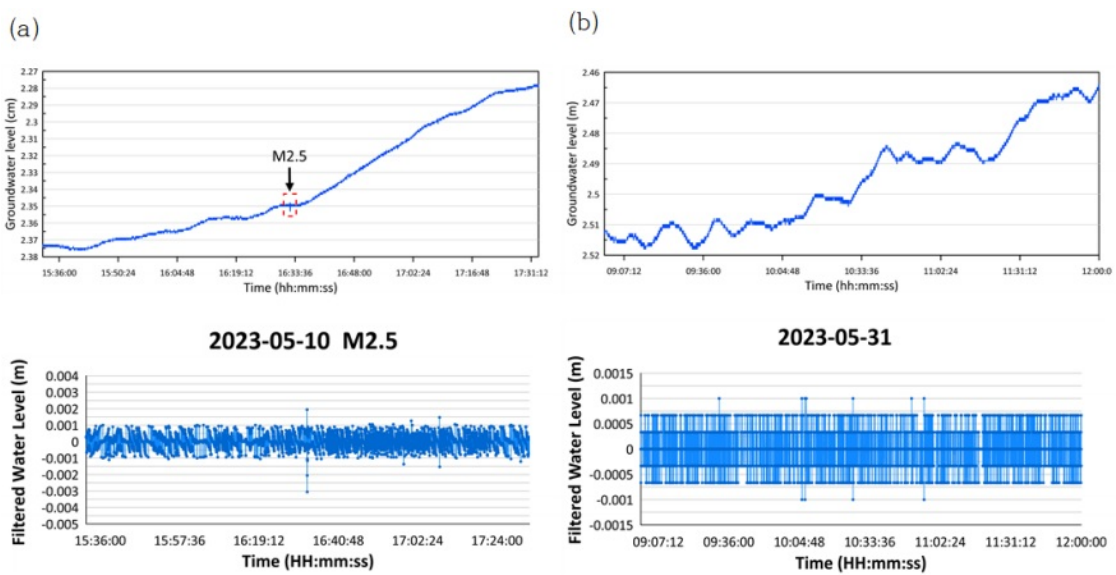 (a)
(b)
2.27
2.28
2.29
2.3
2.31
2.32
2.33
2.34
2.35
2.36
2.37
2.38
Groundwater level (cm)
M2.5
15:36:00 15:50:24 16:04:48 16:19:12 16:33:36 16:48:00 17:02:24 17:16:48 17:31:12
Time (hh:mm:ss)
2.46
2.47
2.48
2.49
2.5
2.51
2.52
Groundwater level (m)
09:07:12 09:36:00 10:04:48 10:33:36 11:02:24 11:31:12 12:00:0
Time (hh:mm:ss)
2023-05-10 M2.5
0.004
0.003
0.002
0.001
0
-0.001
-0.002
-0.003
-0.004
-0.005
Filtered Water Level (m)
15:36:00 15:57:36 16:19:12 16:40:48 17:02:24 17:24:00
Time (HH:mm:ss)
2023-05-31
0.0015
0.001
0.0005
0
-0.0005
-0.001
-0.0015
Filtered Water Level (m)
09:07:12 09:36:00 10:04:48 10:33:36 11:02:24 11:31:12 12:00:00
Time (HH:mm:ss)